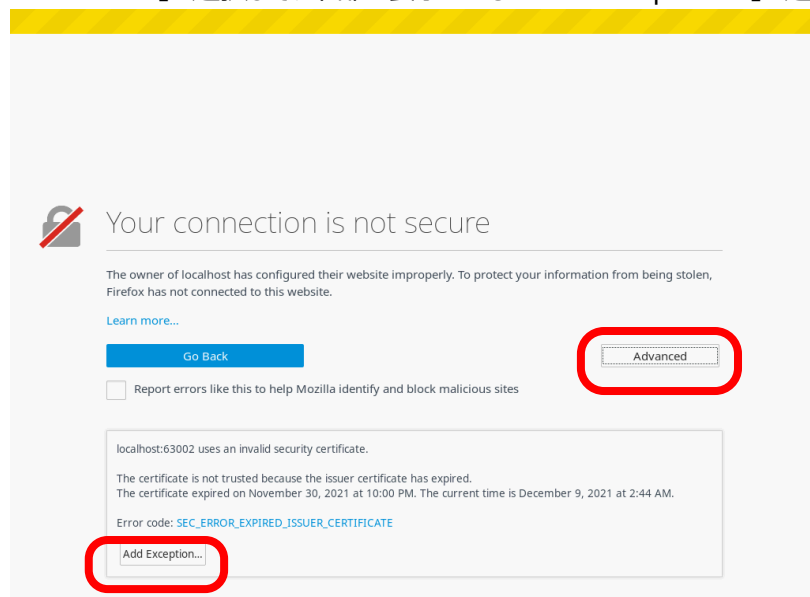 Your connection is not secure
The owner of localhost has configured their website improperly. To protect your information from being stolen,
Firefox has not connected to this website.
Learn more...
Go Back
Advanced
Report errors like this to help Mozilla identify and block malicious sites
localhost:63002 uses an invalid security certificate.
The certificate is not trusted because the issuer certificate has expired.
The certificate expired on November 30, 2021 at 10:00 PM. The current time is December 9, 2021 at 2:44 AM.
Error code: SEC_ERROR_EXPIRED_ISSUER_CERTIFICATE
Add Exception...